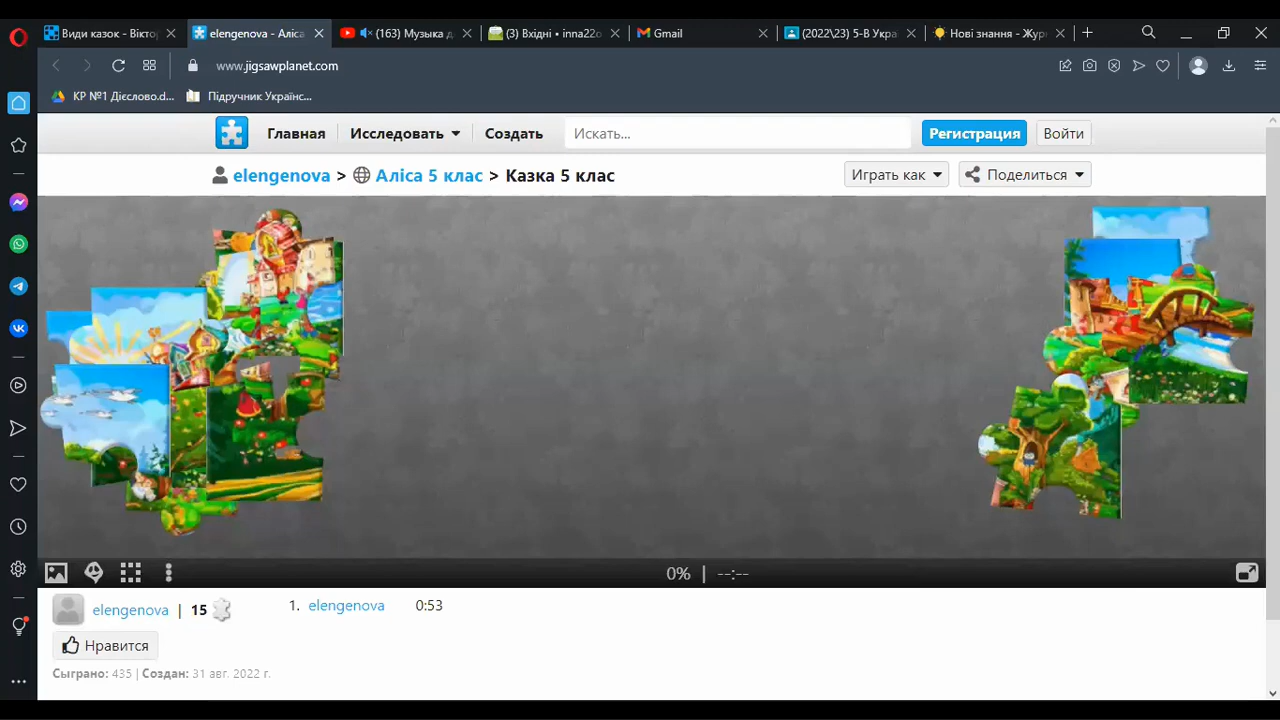 Види казок - Віктор
elengenova - Аліса
(163) Музыка д
(3) Вхідні • inna22o
Gmail
(2022\23) 5-В Укра
Нові знання - Жур
www.jigsawplanet.com
КР №1 Дієслово.d...
Підручник Українс...
Главная
Исследовать
Создать
Искать...
Регистрация
Войти
elengenova > Аліса 5 клас > Казка 5 клас
Играть как
Поделиться
0% | --:--
elengenova | 15
1. elengenova 0:53
Нравится
Сыграно: 435 | Создан: 31 авг. 2022 г.